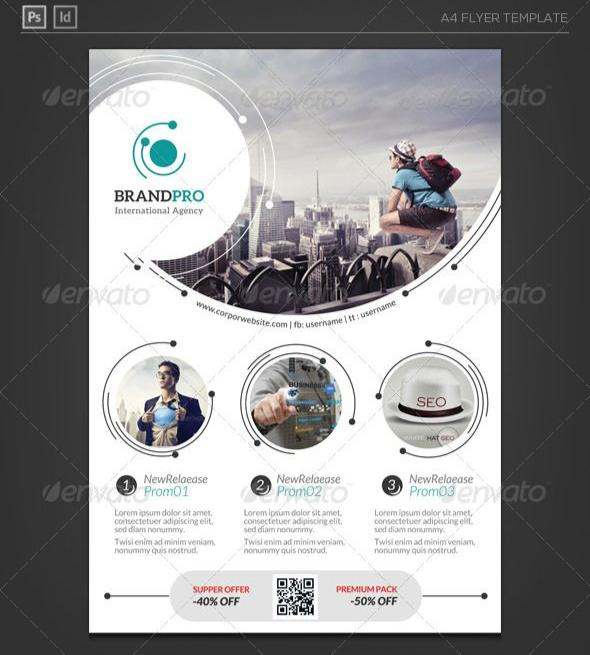 Ps Id
A4 FLYER TEMPLATE
envato envato envato
BRANDPRO
International Agency
envato envato envato
www.corporwebsite.com | fb: username | tt : username
BUSINESS
SEO
WHITE HAT SEO
1 NewRelaease
Prom01
2 NewRelaease
Prom02
3 NewRelaease
Prom03
envato envato envato
Lorem ipsum dolor sit amet,
consectetuer adipiscing elit,
sed diam nonummy.
Twisi enim ad minim veniam,
nonummy quis nostrud.
Lorem ipsum dolor sit amet,
consectetuer adipiscing elit,
sed diam nonummy.
Twisi enim ad minim veniam,
nonummy quis nostrud.
Lorem ipsum dolor sit amet,
consectetuer adipiscing elit,
sed diam nonummy.
Twisi enim ad minim veniam,
nonummy quis nostrud.
SUPPER OFFER
-40% OFF
PREMIUM PACK
-50% OFF